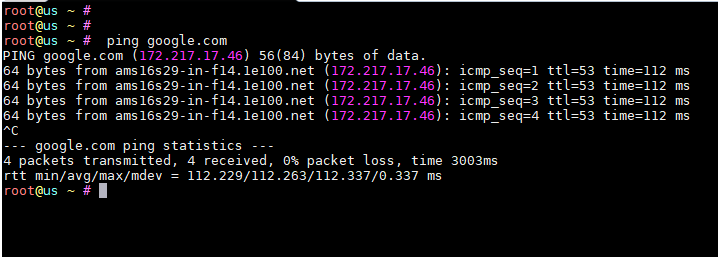 root@us ~ #
root@us ~ #
root@us ~ #  ping google.com
PING google.com (172.217.17.46) 56(84) bytes of data.
64 bytes from ams16s29-in-f14.1e100.net (172.217.17.46): icmp_seq=1 ttl=53 time=112 ms
64 bytes from ams16s29-in-f14.1e100.net (172.217.17.46): icmp_seq=2 ttl=53 time=112 ms
64 bytes from ams16s29-in-f14.1e100.net (172.217.17.46): icmp_seq=3 ttl=53 time=112 ms
64 bytes from ams16s29-in-f14.1e100.net (172.217.17.46): icmp_seq=4 ttl=53 time=112 ms
^C
--- google.com ping statistics ---
4 packets transmitted, 4 received, 0% packet loss, time 3003ms
rtt min/avg/max/mdev = 112.229/112.263/112.337/0.337 ms
root@us ~ #